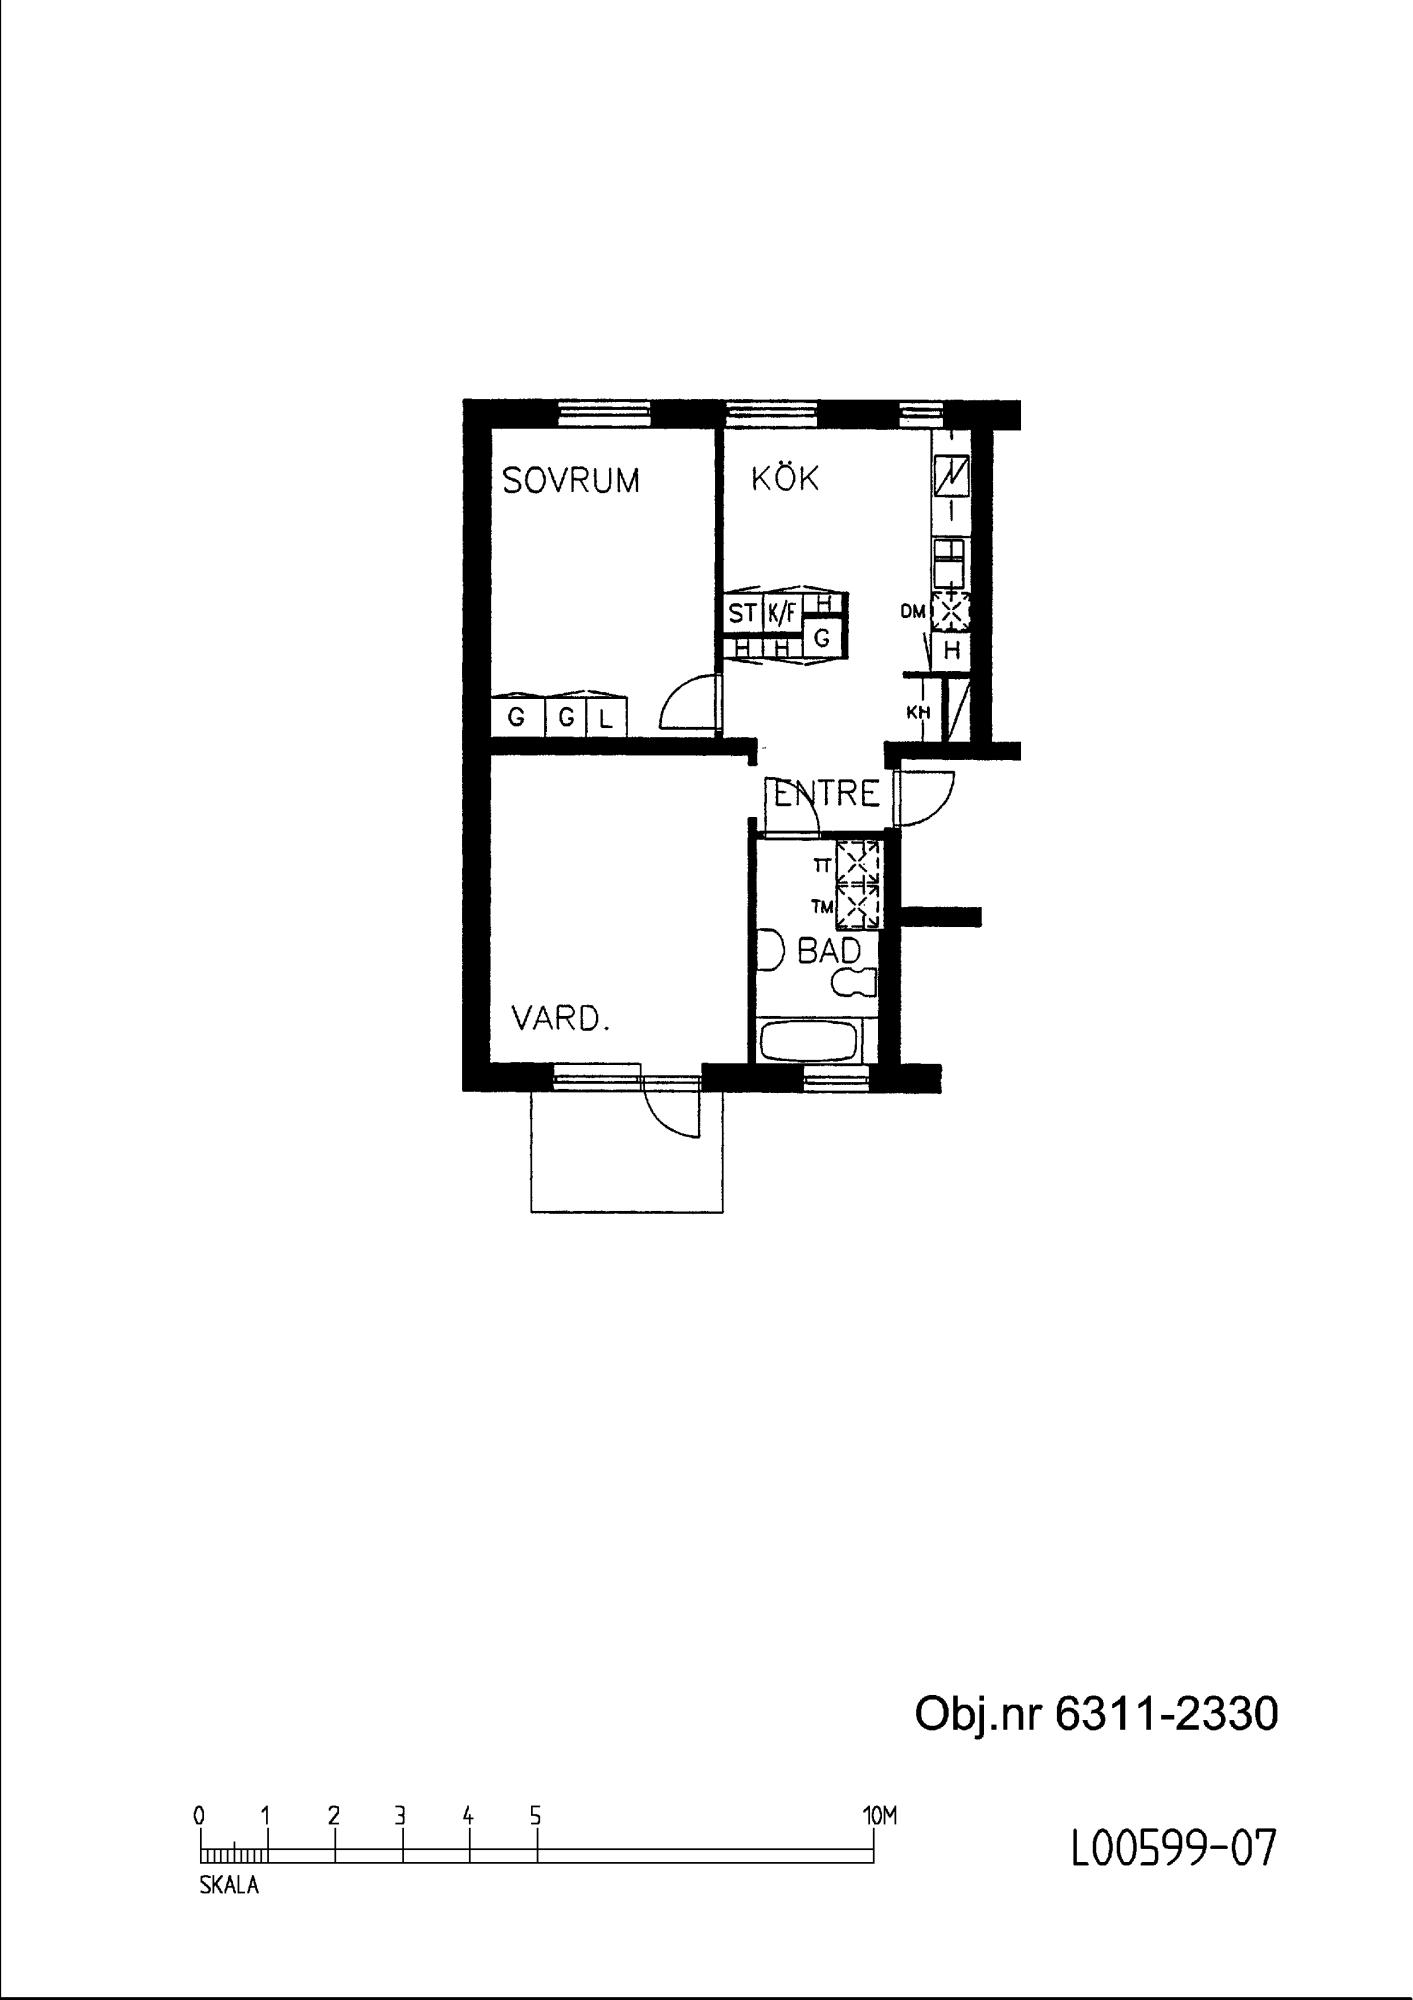 SOVRUM
KÖK
ST K/F H
DM
G
H H
H
G G L
KH
ENTRE
TT
TM
BAD
VARD.
Obj.nr 6311-2330
0 1 2 3 4 5 10M
SKALA
L00599-07